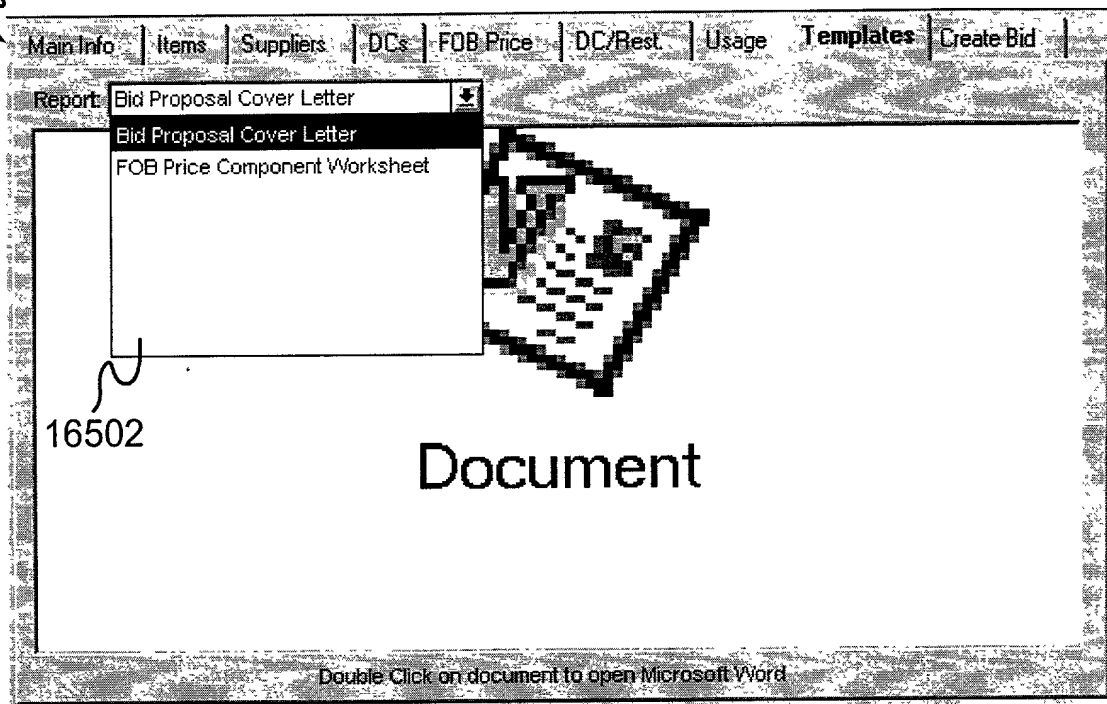 Main Info Items Suppliers DCs FOB Price DC/Rest. Usage Templates Create Bid
Report: Bid Proposal Cover Letter
Bid Proposal Cover Letter
FOB Price Component Worksheet
16502
Document
Double Click on document to open Microsoft Word